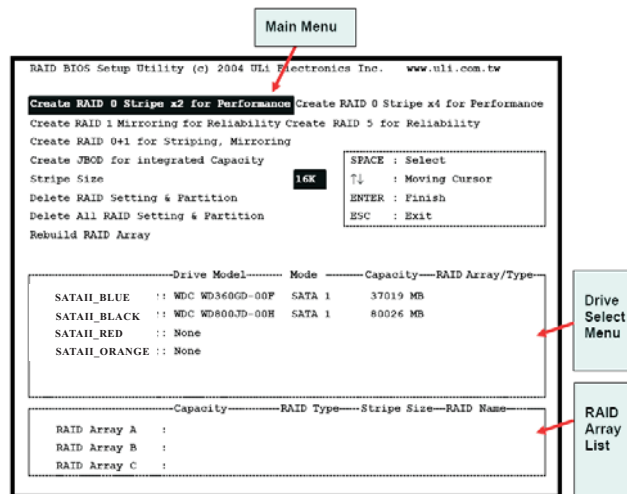 Main Menu
RAID BIOS Setup Utility (c) 2004 ULi Electronics Inc. www.uli.com.tw
Create RAID 0 Stripe x2 for Performance Create RAID 0 Stripe x4 for Performance
Create RAID 1 Mirroring for Reliability Create RAID 5 for Reliability
Create RAID 0+1 for Striping, Mirroring
Create JBOD for integrated Capacity
Stripe Size 16K
Delete RAID Setting & Partition
Delete All RAID Setting & Partition
Rebuild RAID Array
SPACE : Select
↑↓ : Moving Cursor
ENTER : Finish
ESC : Exit
Drive Model Mode Capacity RAID Array/Type
SATAII_BLUE :: WDC WD360GD-00F SATA 1 37019 MB
SATAII_BLACK :: WDC WD800JD-00H SATA 1 80026 MB
SATAII_RED :: None
SATAII_ORANGE :: None
Drive
Select
Menu
Capacity RAID Type Stripe Size RAID Name
RAID Array A :
RAID Array B :
RAID Array C :
RAID
Array
List